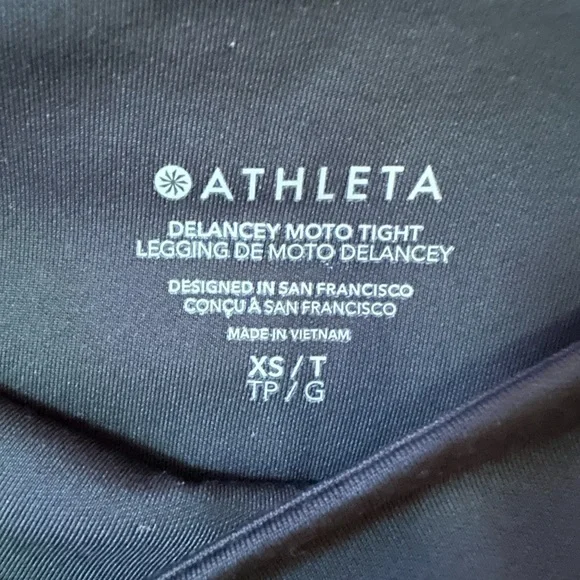 ATHLETA
DELANCEY MOTO TIGHT
LEGGING DE MOTO DELANCEY
DESIGNED IN SAN FRANCISCO
CONÇU À SAN FRANCISCO
MADE IN VIETNAM
XS / T
TP / G